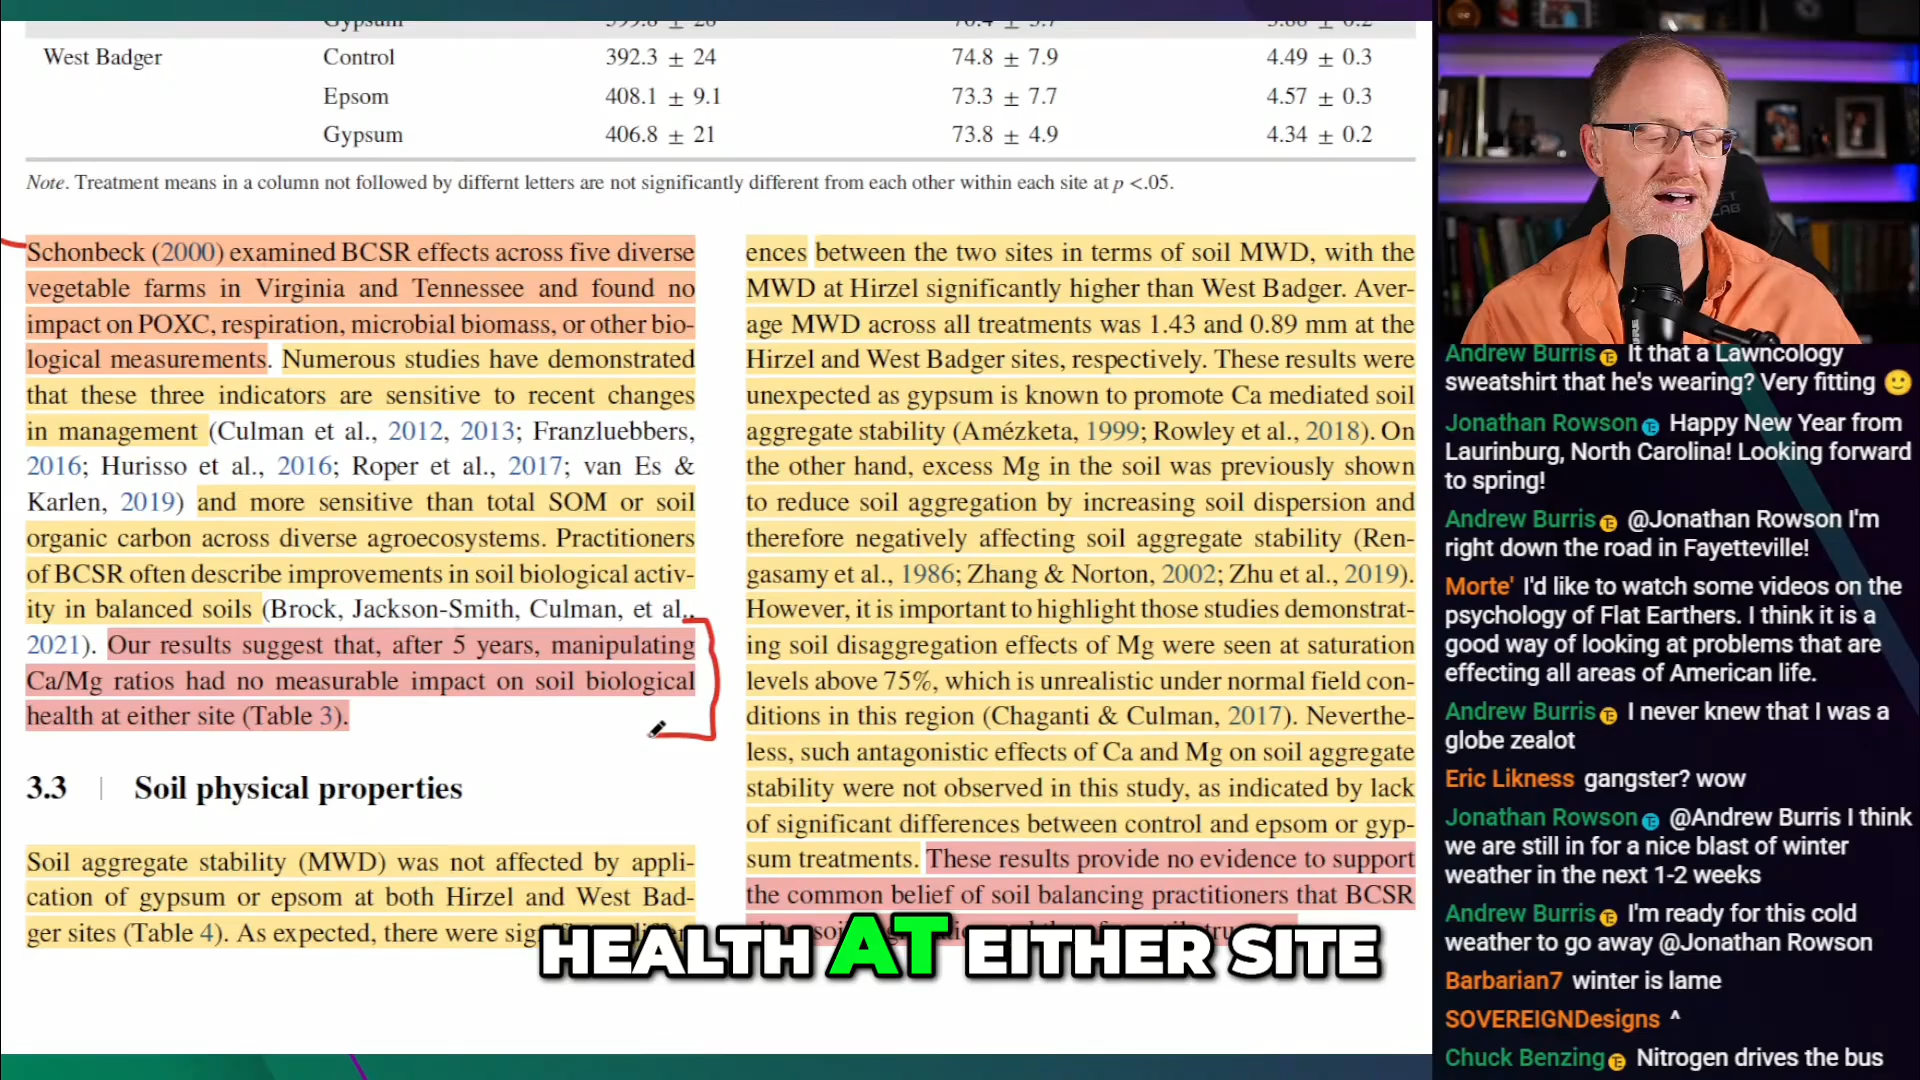 Gypsum
West Badger Control 392.3 ± 24 74.8 ± 7.9 4.49 ± 0.3
Epsom 408.1 ± 9.1 73.3 ± 7.7 4.57 ± 0.3
Gypsum 406.8 ± 21 73.8 ± 4.9 4.34 ± 0.2
Note. Treatment means in a column not followed by differnt letters are not significantly different from each other within each site at p <.05.
Schonbeck (2000) examined BCSR effects across five diverse
vegetable farms in Virginia and Tennessee and found no
impact on POXC, respiration, microbial biomass, or other bio-
logical measurements. Numerous studies have demonstrated
that these three indicators are sensitive to recent changes
in management (Culman et al., 2012, 2013; Franzluebbers,
2016; Hurisso et al., 2016; Roper et al., 2017; van Es &
Karlen, 2019) and more sensitive than total SOM or soil
organic carbon across diverse agroecosystems. Practitioners
of BCSR often describe improvements in soil biological activ-
ity in balanced soils (Brock, Jackson-Smith, Culman, et al.,
2021). Our results suggest that, after 5 years, manipulating
Ca/Mg ratios had no measurable impact on soil biological
health at either site (Table 3).
3.3 | Soil physical properties
Soil aggregate stability (MWD) was not affected by appli-
cation of gypsum or epsom at both Hirzel and West Bad-
ger sites (Table 4). As expected, there were
ences between the two sites in terms of soil MWD, with the
MWD at Hirzel significantly higher than West Badger. Aver-
age MWD across all treatments was 1.43 and 0.89 mm at the
Hirzel and West Badger sites, respectively. These results were
unexpected as gypsum is known to promote Ca mediated soil
aggregate stability (Amézketa, 1999; Rowley et al., 2018). On
the other hand, excess Mg in the soil was previously shown
to reduce soil aggregation by increasing soil dispersion and
therefore negatively affecting soil aggregate stability (Ren-
gasamy et al., 1986; Zhang & Norton, 2002; Zhu et al., 2019).
However, it is important to highlight those studies demonstrat-
ing soil disaggregation effects of Mg were seen at saturation
levels above 75%, which is unrealistic under normal field con-
ditions in this region (Chaganti & Culman, 2017). Neverthe-
less, such antagonistic effects of Ca and Mg on soil aggregate
stability were not observed in this study, as indicated by lack
of significant differences between control and epsom or gyp-
sum treatments. These results provide no evidence to support
the common belief of soil balancing practitioners that BCSR
HEALTH AT EITHER SITE
Andrew Burris It that a Lawncology
sweatshirt that he's wearing? Very fitting 🙂
Jonathan Rowson Happy New Year from
Laurinburg, North Carolina! Looking forward
to spring!
Andrew Burris @Jonathan Rowson I'm
right down the road in Fayetteville!
Morte' I'd like to watch some videos on the
psychology of Flat Earthers. I think it is a
good way of looking at problems that are
effecting all areas of American life.
Andrew Burris I never knew that I was a
globe zealot
Eric Likness gangster? wow
Jonathan Rowson @Andrew Burris I think
we are still in for a nice blast of winter
weather in the next 1-2 weeks
Andrew Burris I'm ready for this cold
weather to go away @Jonathan Rowson
Barbarian7 winter is lame
SOVEREIGNDesigns ^
Chuck Benzing Nitrogen drives the bus